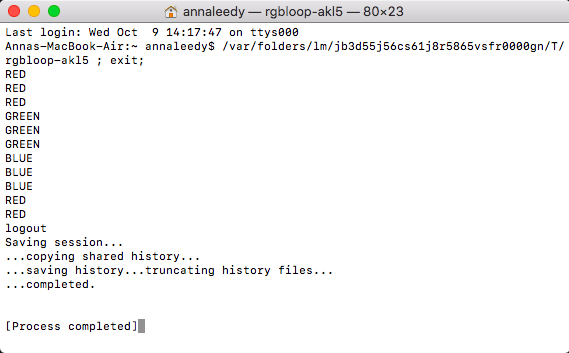 annaleedy — rgbloop-akl5 — 80×23
Last login: Wed Oct  9 14:17:47 on ttys000
Annas-MacBook-Air:~ annaleedy$ /var/folders/lm/jb3d55j56cs61j8r5865vsfr0000gn/T/
rgbloop-akl5 ; exit;
RED
RED
RED
GREEN
GREEN
GREEN
BLUE
BLUE
BLUE
RED
RED
logout
Saving session...
...copying shared history...
...saving history...truncating history files...
...completed.
[Process completed]